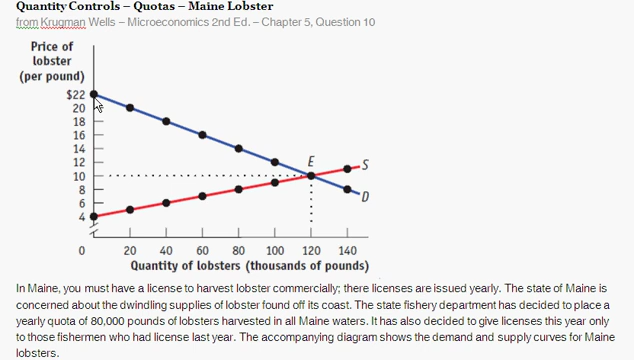 Quantity Controls – Quotas – Maine Lobster
from Krugman Wells – Microeconomics 2nd Ed. – Chapter 5, Question 10
Price of
lobster
(per pound)
$22
20
18
16
14
12
10
8
6
4
E
S
D
0 20 40 60 80 100 120 140
Quantity of lobsters (thousands of pounds)
In Maine, you must have a license to harvest lobster commercially; there licenses are issued yearly. The state of Maine is
concerned about the dwindling supplies of lobster found off its coast. The state fishery department has decided to place a
yearly quota of 80,000 pounds of lobsters harvested in all Maine waters. It has also decided to give licenses this year only
to those fishermen who had license last year. The accompanying diagram shows the demand and supply curves for Maine
lobsters.